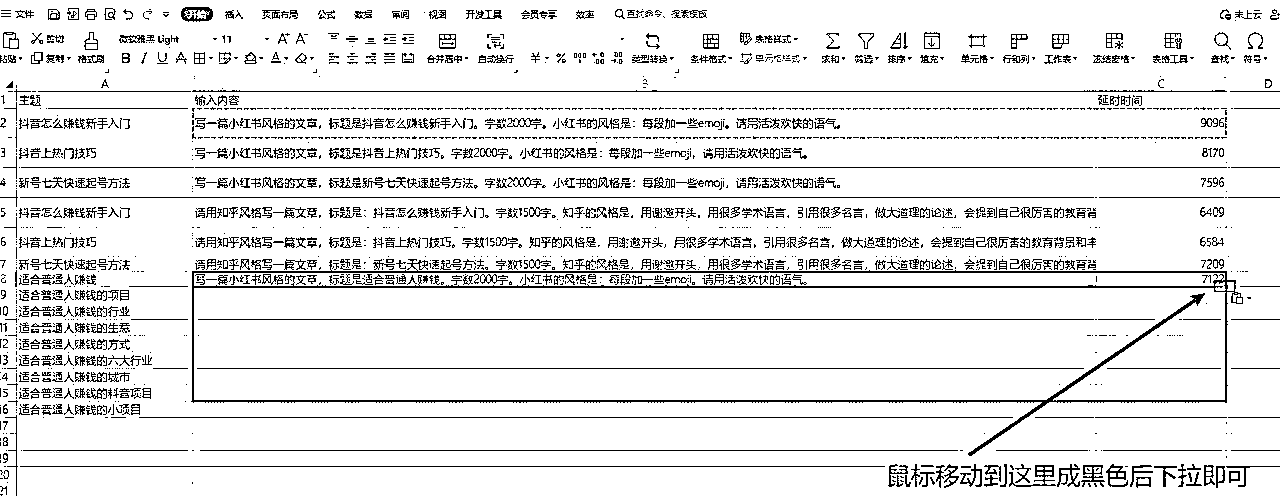 文件 开始 插入 页面布局 公式 数据 审阅 视图 开发工具 会员专享 效率 查找命令、搜索模板 未上云
粘贴 剪切 复制 格式刷 微软雅黑 Light 11 A⁺ A⁻ B I U A 合并居中 自动换行 ¥ % 类型转换 条件格式 表格样式 单元格样式 求和 筛选 排序 填充 单元格 行和列 工作表 冻结窗格 表格工具 查找 符号
A B C D
1 主题 输入内容 延时时间
2 抖音怎么赚钱新手入门 写一篇小红书风格的文章，标题是抖音怎么赚钱新手入门。字数2000字。小红书的风格是：每段加一些emoji。请用活泼欢快的语气。 9096
3 抖音上热门技巧 写一篇小红书风格的文章，标题是抖音上热门技巧。字数2000字。小红书的风格是：每段加一些emoji，请用活泼欢快的语气。 8170
4 新号七天快速起号方法 写一篇小红书风格的文章，标题是新号七天快速起号方法。字数2000字。小红书的风格是：每段加一些emoji，请用活泼欢快的语气。 7596
5 抖音怎么赚钱新手入门 请用知乎风格写一篇文章，标题是：抖音怎么赚钱新手入门。字数1500字。知乎的风格是，用谢邀开头，用很多学术语言，引用很多名言，做大道理的论述，会提到自己很厉害的教育背 6409
6 抖音上热门技巧 请用知乎风格写一篇文章，标题是：抖音上热门技巧。字数1500字。知乎的风格是，用谢邀开头，用很多学术语言，引用很多名言，做大道理的论述，会提到自己很厉害的教育背景和 6584
7 新号七天快速起号方法 请用知乎风格写一篇文章，标题是：新号七天快速起号方法。字数1500字。知乎的风格是，用谢邀开头，用很多学术语言，引用很多名言，做大道理的论述，会提到自己很厉害的教育背 7209
8 适合普通人赚钱 写一篇小红书风格的文章，标题是适合普通人赚钱。字数2000字。小红书的风格是：每段加一些emoji。请用活泼欢快的语气。
9 适合普通人赚钱的项目
10 适合普通人赚钱的行业
11 适合普通人赚钱的生意
12 适合普通人赚钱的方式
13 适合普通人赚钱的六大行业
14 适合普通人赚钱的城市
15 适合普通人赚钱的抖音项目
16 适合普通人赚钱的小项目
17
18
19
20
21
鼠标移动到这里成黑色后下拉即可